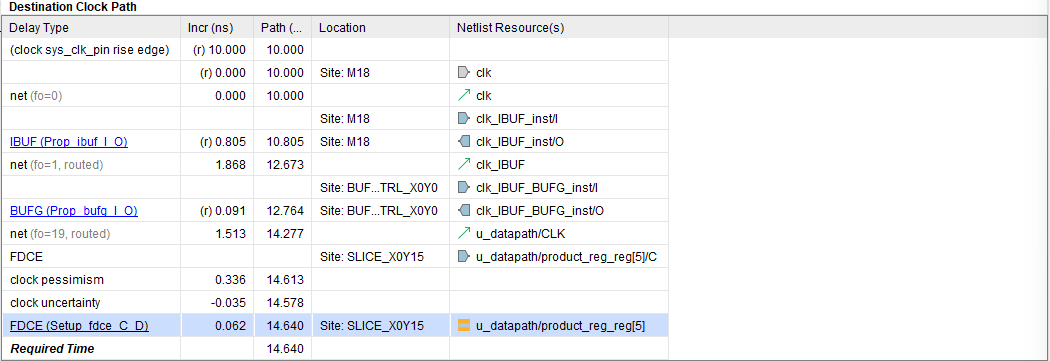 Destination Clock Path
Delay Type Incr (ns) Path (... Location Netlist Resource(s)
(clock sys_clk_pin rise edge) (r) 10.000 10.000
(r) 0.000 10.000 Site: M18 clk
net (fo=0) 0.000 10.000 clk
Site: M18 clk_IBUF_inst/I
IBUF (Prop_ibuf_I_O) (r) 0.805 10.805 Site: M18 clk_IBUF_inst/O
net (fo=1, routed) 1.868 12.673 clk_IBUF
Site: BUF...TRL_X0Y0 clk_IBUF_BUFG_inst/I
BUFG (Prop_bufg_I_O) (r) 0.091 12.764 Site: BUF...TRL_X0Y0 clk_IBUF_BUFG_inst/O
net (fo=19, routed) 1.513 14.277 u_datapath/CLK
FDCE Site: SLICE_X0Y15 u_datapath/product_reg_reg[5]/C
clock pessimism 0.336 14.613
clock uncertainty -0.035 14.578
FDCE (Setup_fdce_C_D) 0.062 14.640 Site: SLICE_X0Y15 u_datapath/product_reg_reg[5]
Required Time 14.640